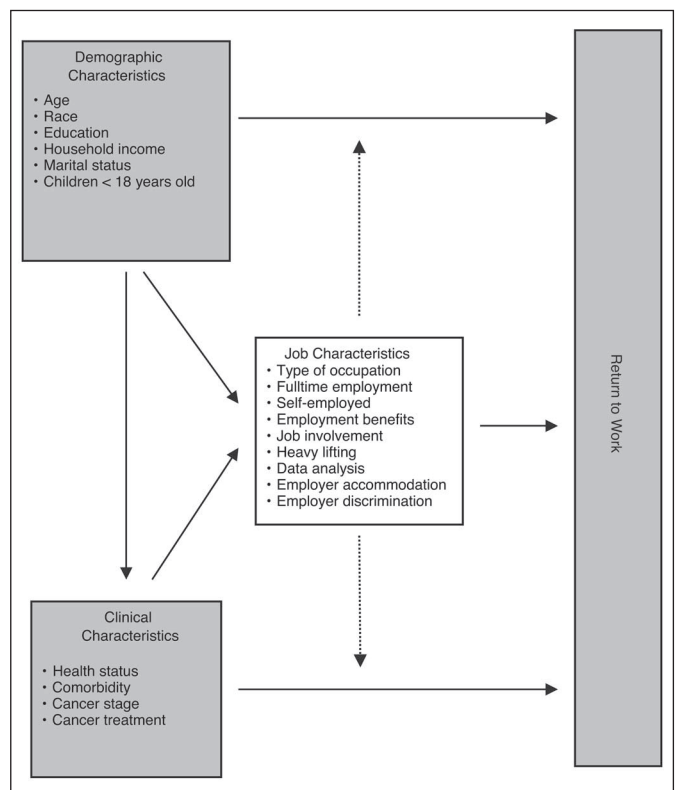 Demographic
Characteristics
• Age
• Race
• Education
• Household income
• Marital status
• Children < 18 years old
Job Characteristics
• Type of occupation
• Fulltime employment
• Self-employed
• Employment benefits
• Job involvement
• Heavy lifting
• Data analysis
• Employer accommodation
• Employer discrimination
Clinical
Characteristics
• Health status
• Comorbidity
• Cancer stage
• Cancer treatment
Return to Work